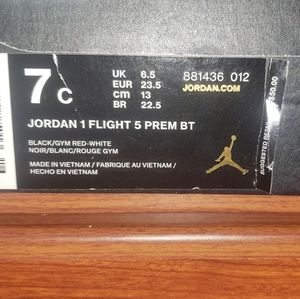 7C
UK 6.5
EUR 23.5
cm 13
BR 22.5
881436 012
JORDAN.COM
JORDAN 1 FLIGHT 5 PREM BT
BLACK/GYM RED-WHITE
NOIR/BLANC/ROUGE GYM
MADE IN VIETNAM / FABRIQUE AU VIETNAM /
HECHO EN VIETNAM
SUGGESTED